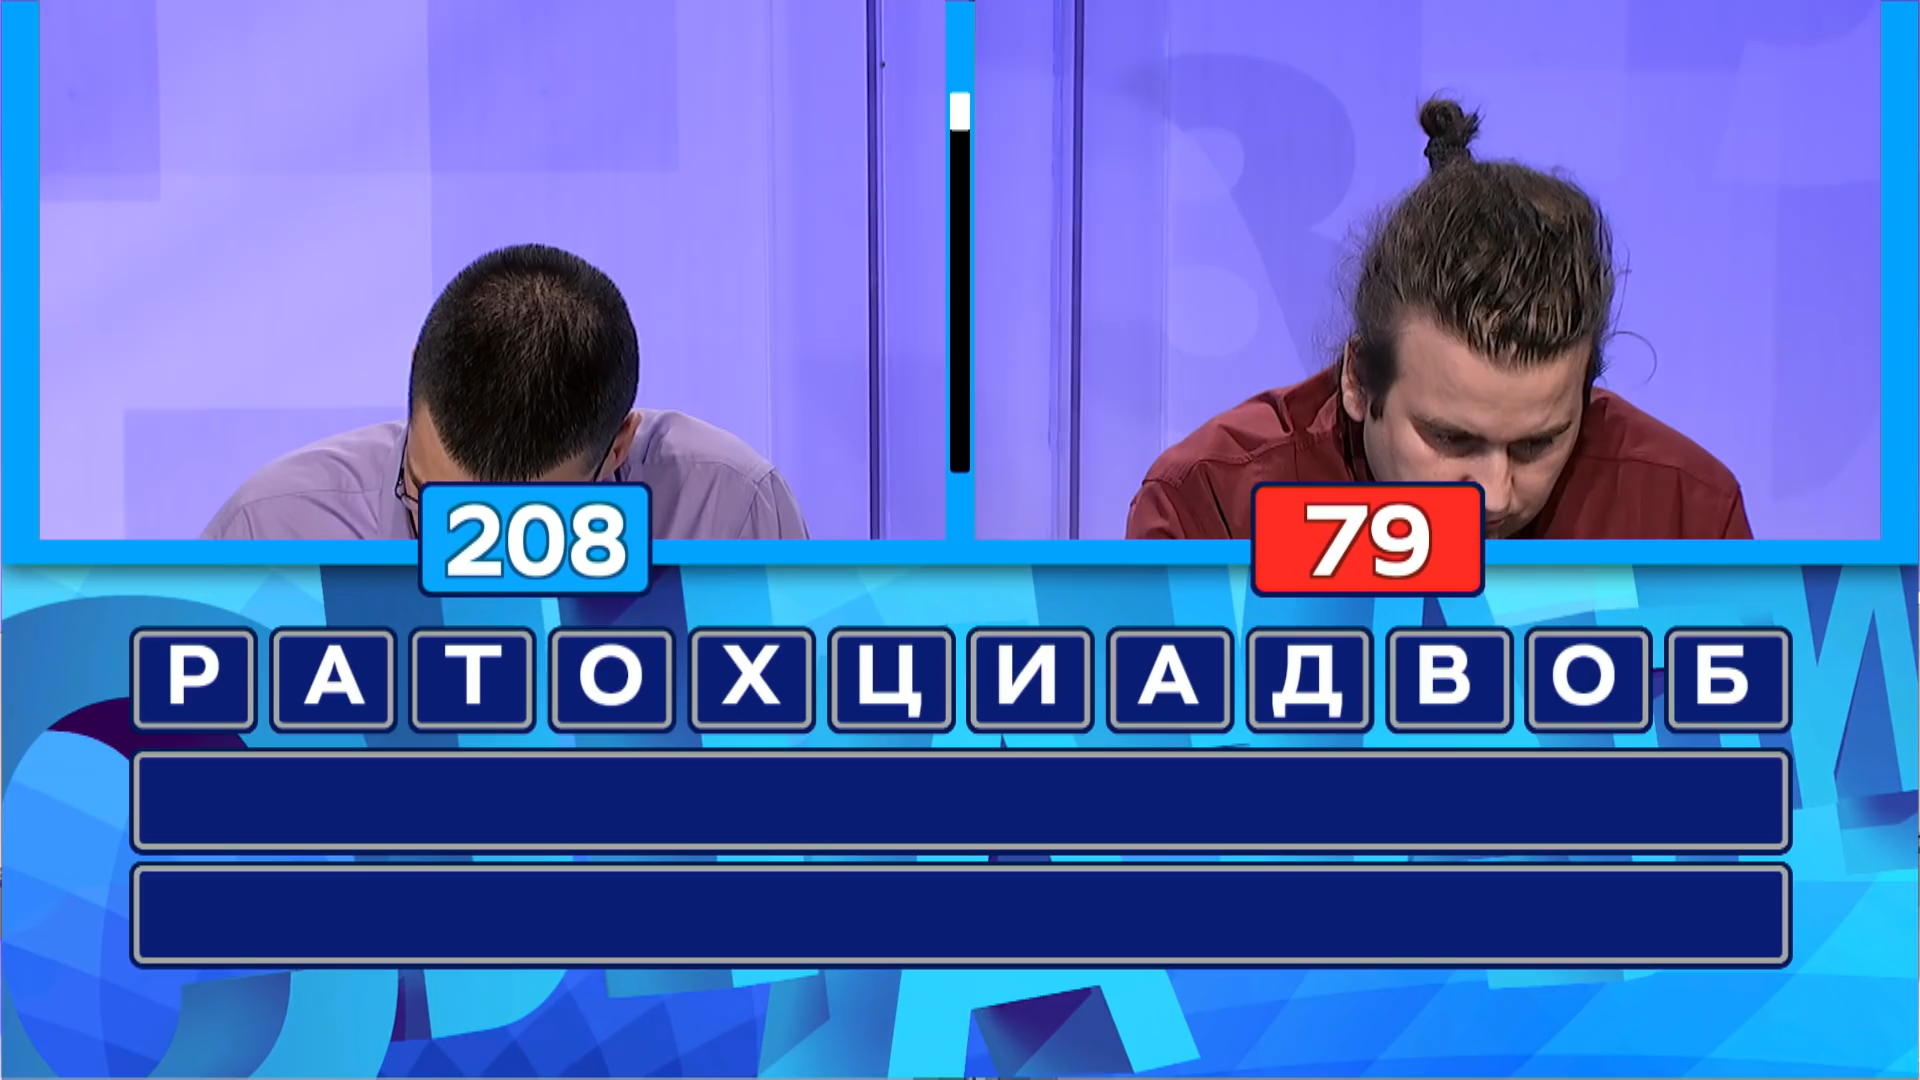 208 79
Р А Т О Х Ц И А Д В О Б